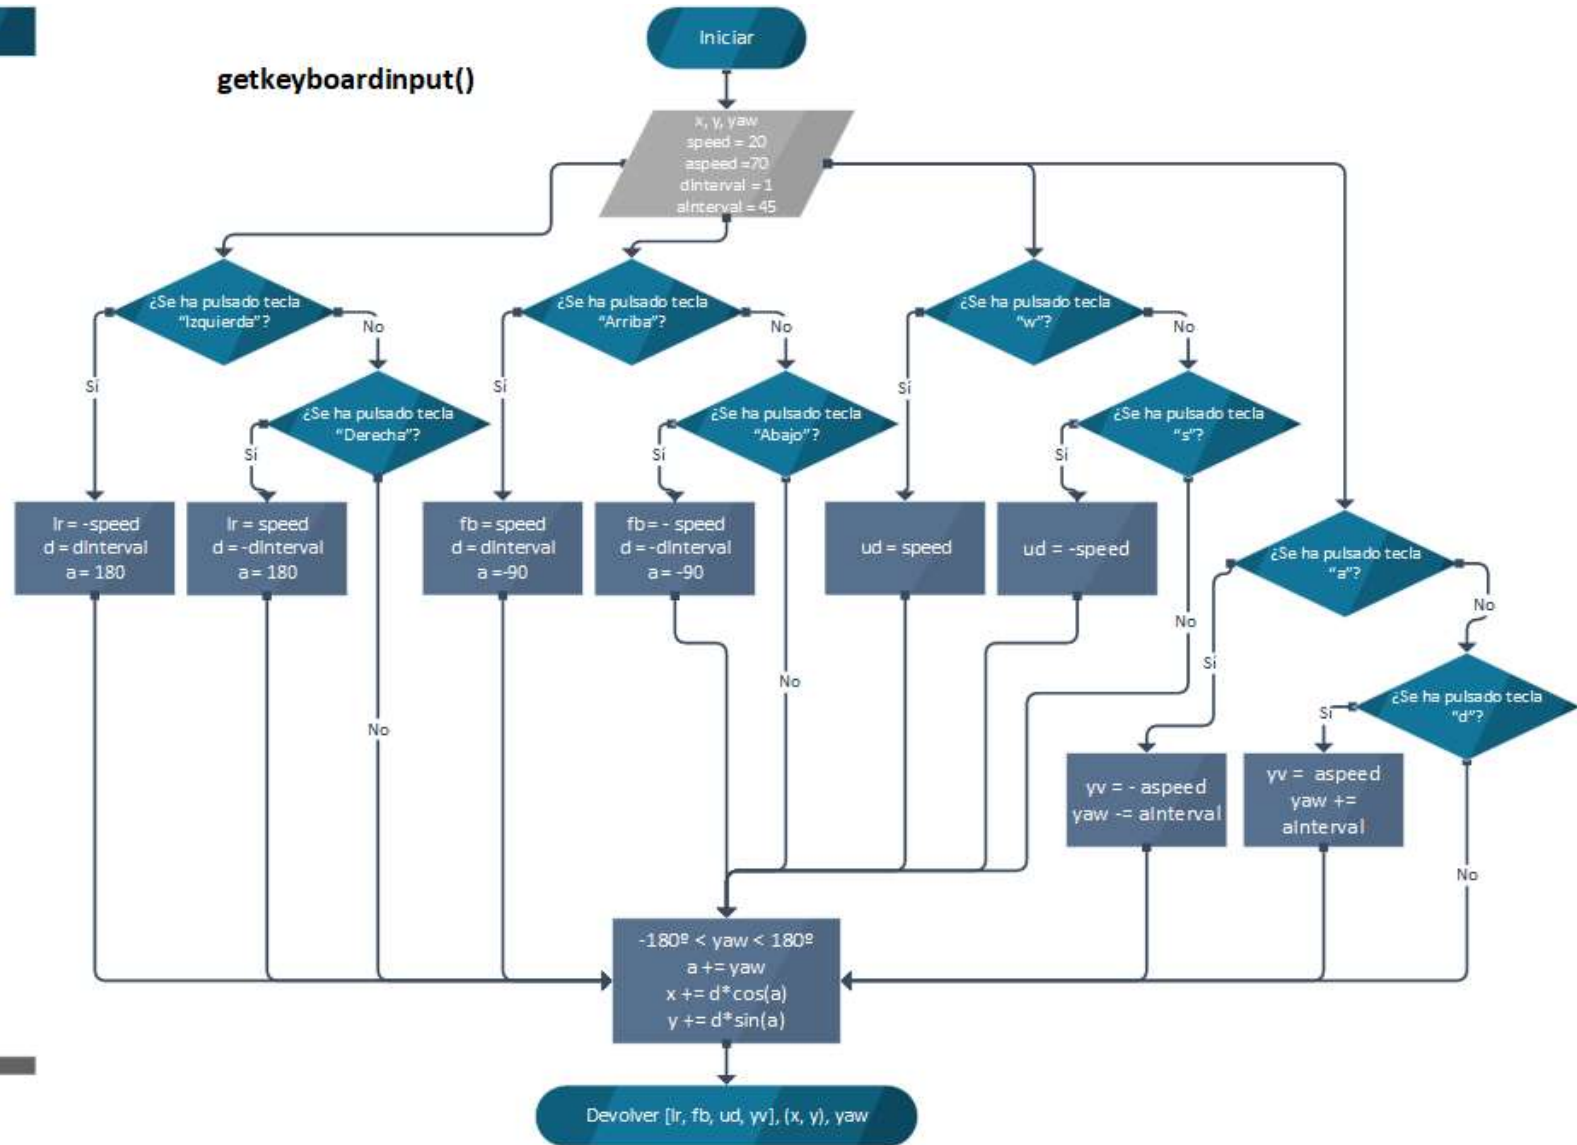 Iniciar
getkeyboardinput()
x, y, yaw
speed = 20
aspeed =70
dInterval = 1
aInterval = 45
¿Se ha pulsado tecla
“Izquierda”?
No
Sí
¿Se ha pulsado tecla
“Derecha”?
Sí
No
lr = -speed
d = dInterval
a = 180
lr = speed
d = -dInterval
a = 180
¿Se ha pulsado tecla
“Arriba”?
No
Sí
¿Se ha pulsado tecla
“Abajo”?
Sí
No
fb = speed
d = dInterval
a =-90
fb = - speed
d = -dInterval
a = -90
¿Se ha pulsado tecla
“w”?
No
Sí
¿Se ha pulsado tecla
“s”?
Sí
No
ud = speed
ud = -speed
¿Se ha pulsado tecla
“a”?
No
Sí
¿Se ha pulsado tecla
“d”?
Sí
No
yv = - aspeed
yaw -= aInterval
yv = aspeed
yaw +=
aInterval
-180º < yaw < 180º
a += yaw
x += d*cos(a)
y += d*sin(a)
Devolver [lr, fb, ud, yv], (x, y), yaw